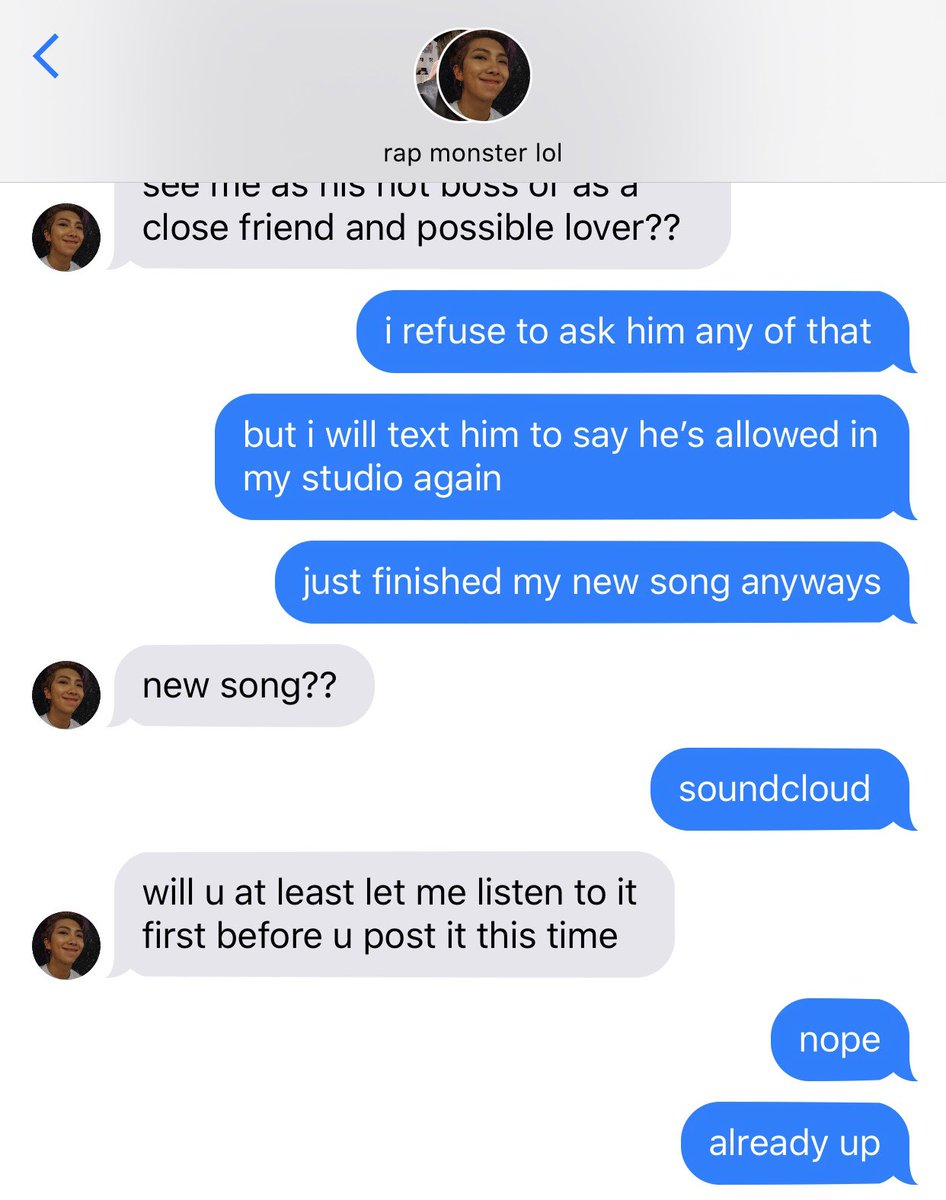 rap monster lol
see me as his hot boss or as a
close friend and possible lover??
i refuse to ask him any of that
but i will text him to say he’s allowed in
my studio again
just finished my new song anyways
new song??
soundcloud
will u at least let me listen to it
first before u post it this time
nope
already up